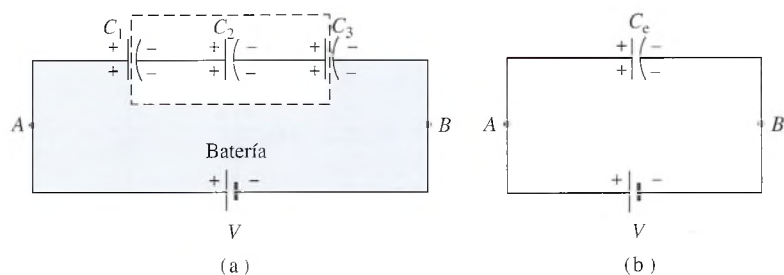 C₁ C₂ C₃
+ − + − + −
+ − + − + −
A B
Batería
+ −
V
(a)
Cₑ
+ −
+ −
A B
+ −
V
(b)